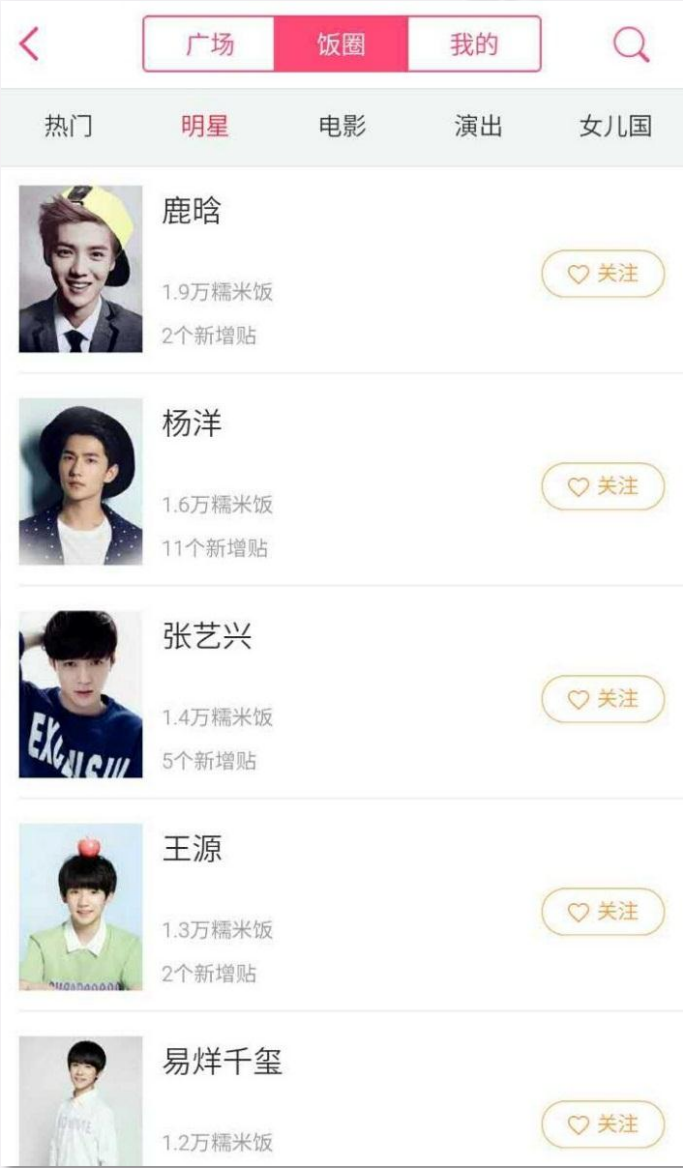 广场 饭圈 我的
热门 明星 电影 演出 女儿国
鹿晗
关注
1.9万糯米饭
2个新增贴
杨洋
关注
1.6万糯米饭
11个新增贴
张艺兴
关注
1.4万糯米饭
5个新增贴
王源
关注
1.3万糯米饭
2个新增贴
易烊千玺
关注
1.2万糯米饭